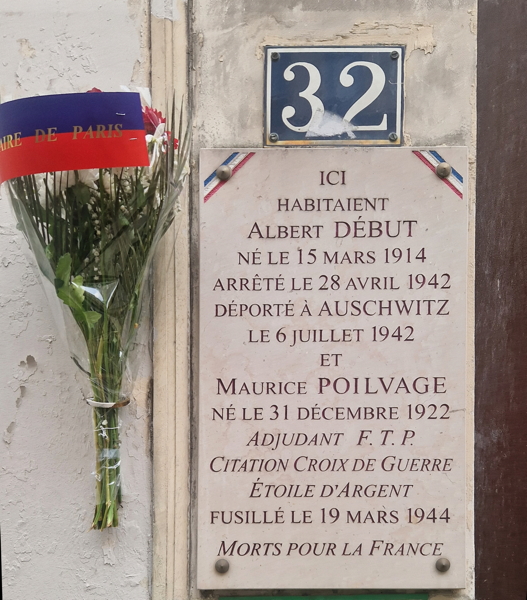 AIRE DE PARIS
32
ICI
HABITAIENT
ALBERT DÉBUT
NÉ LE 15 MARS 1914
ARRÊTÉ LE 28 AVRIL 1942
DÉPORTÉ À AUSCHWITZ
LE 6 JUILLET 1942
ET
MAURICE POILVAGE
NÉ LE 31 DÉCEMBRE 1922
ADJUDANT F.T.P.
CITATION CROIX DE GUERRE
ÉTOILE D'ARGENT
FUSILLÉ LE 19 MARS 1944
MORTS POUR LA FRANCE